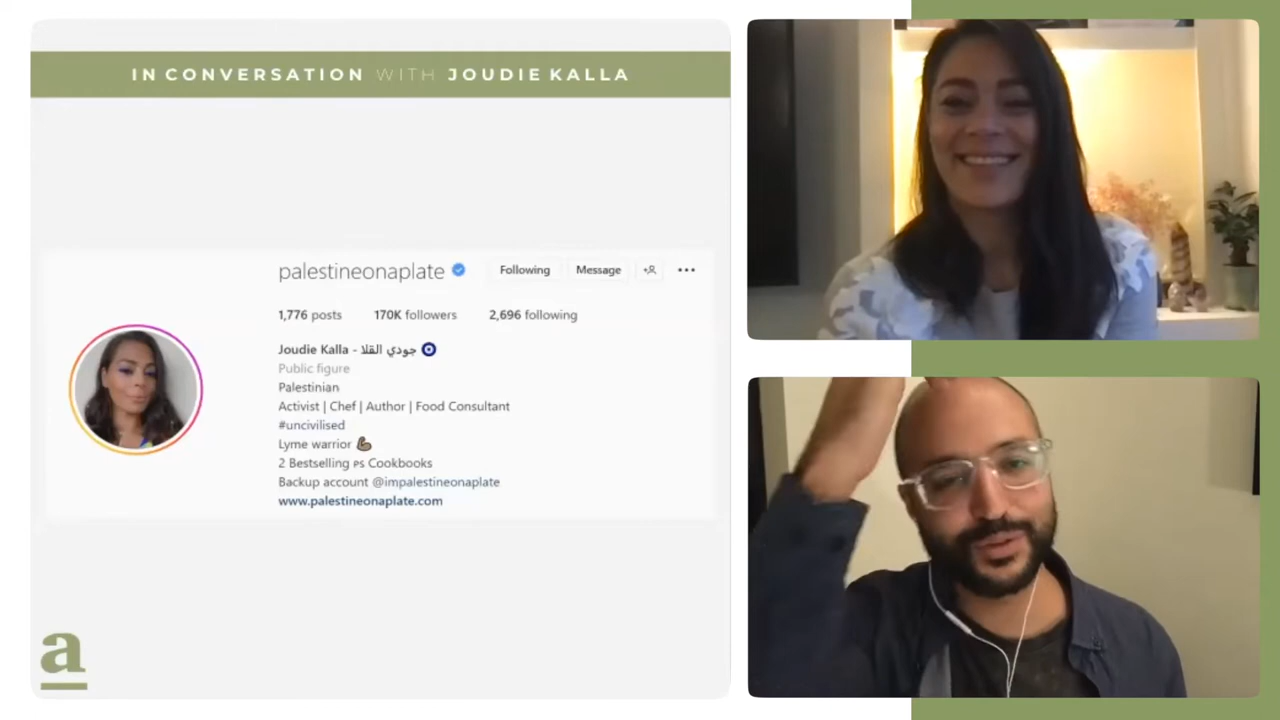 IN CONVERSATION WITH JOUDIE KALLA
palestineonaplate Following Message
1,776 posts 170K followers 2,696 following
Joudie Kalla - جودي القلا
Public figure
Palestinian
Activist | Chef | Author | Food Consultant
#uncivilised
Lyme warrior
2 Bestselling PS Cookbooks
Backup account @impalestineonaplate
www.palestineonaplate.com
a